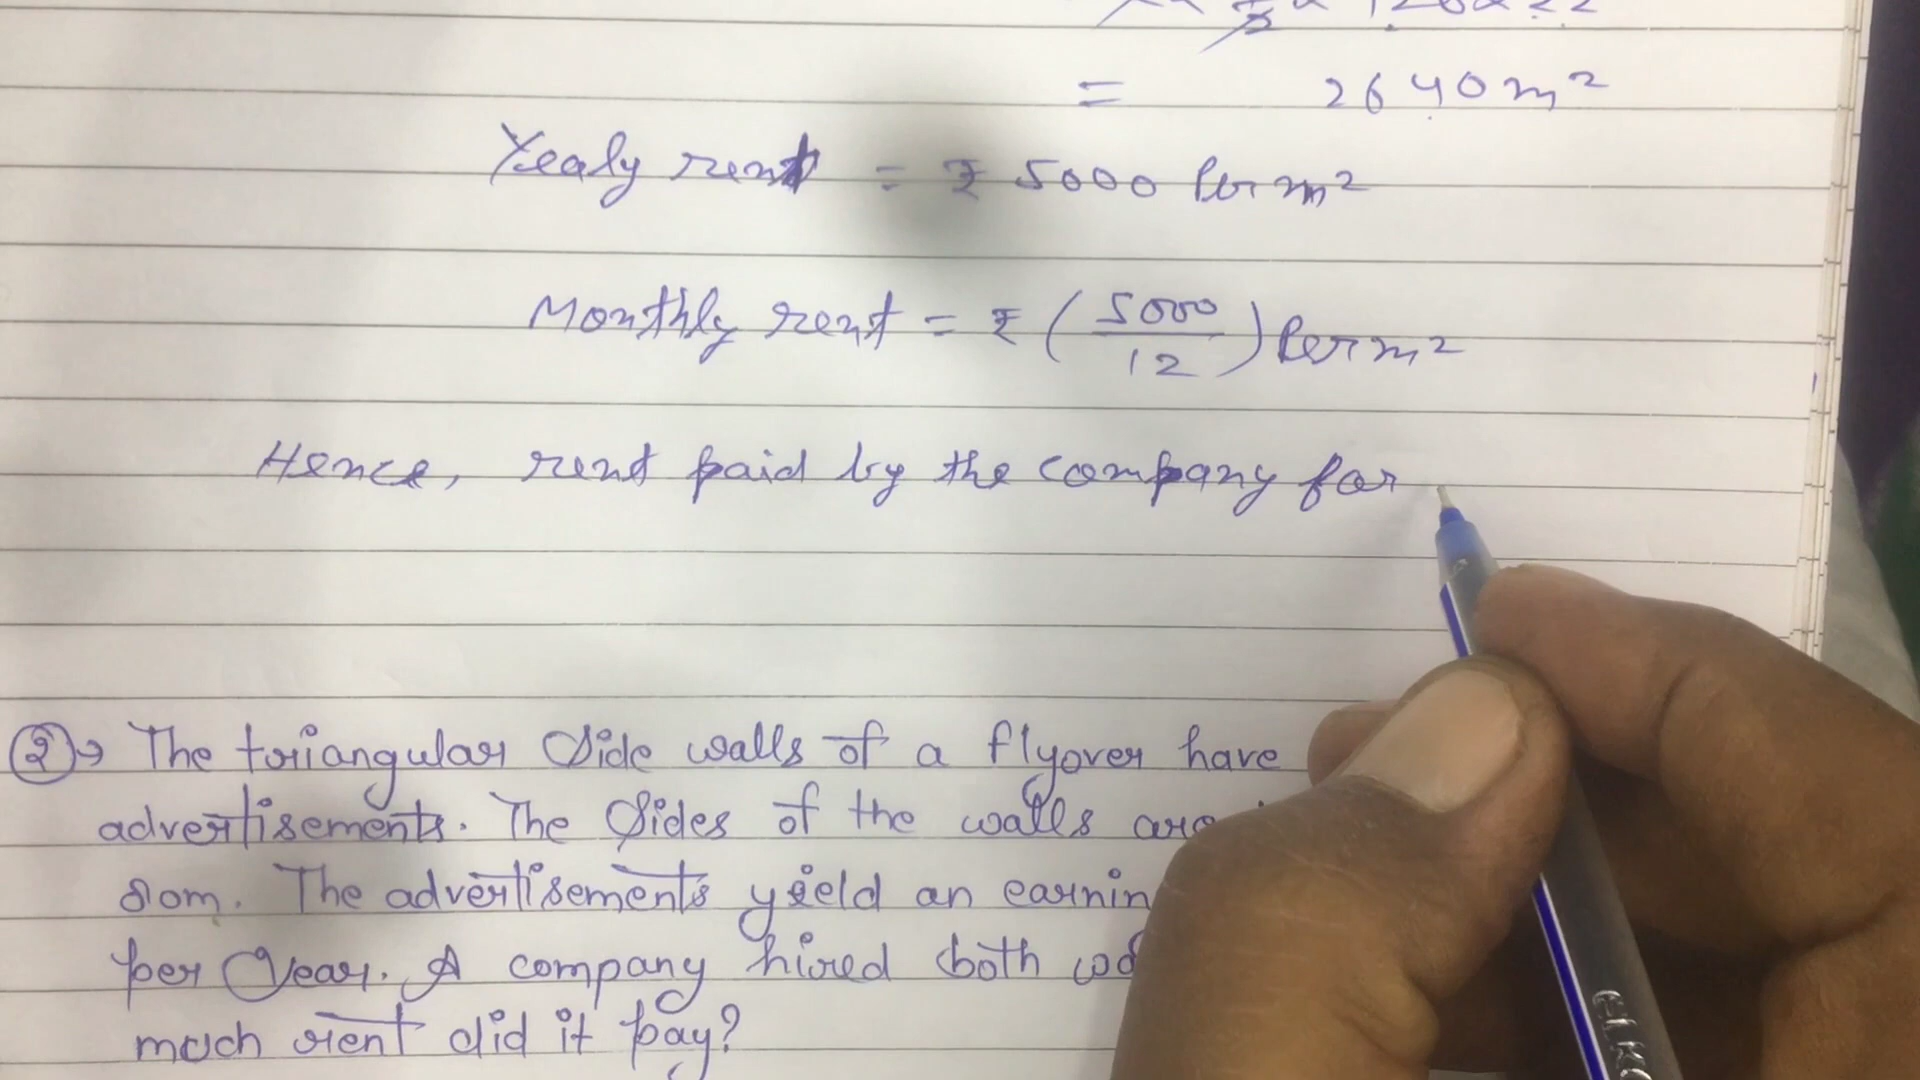 = 2640 m²
Yealy rent = ₹ 5000 Per m²
Monthly rent = ₹ (5000/12) Per m²
Hence, rent paid by the company for
② → The triangular Side walls of a flyover have
advertisements. The Sides of the walls are
The advertisements yield an earnin
per Year. A company hired both
much rent did it pay?
elko